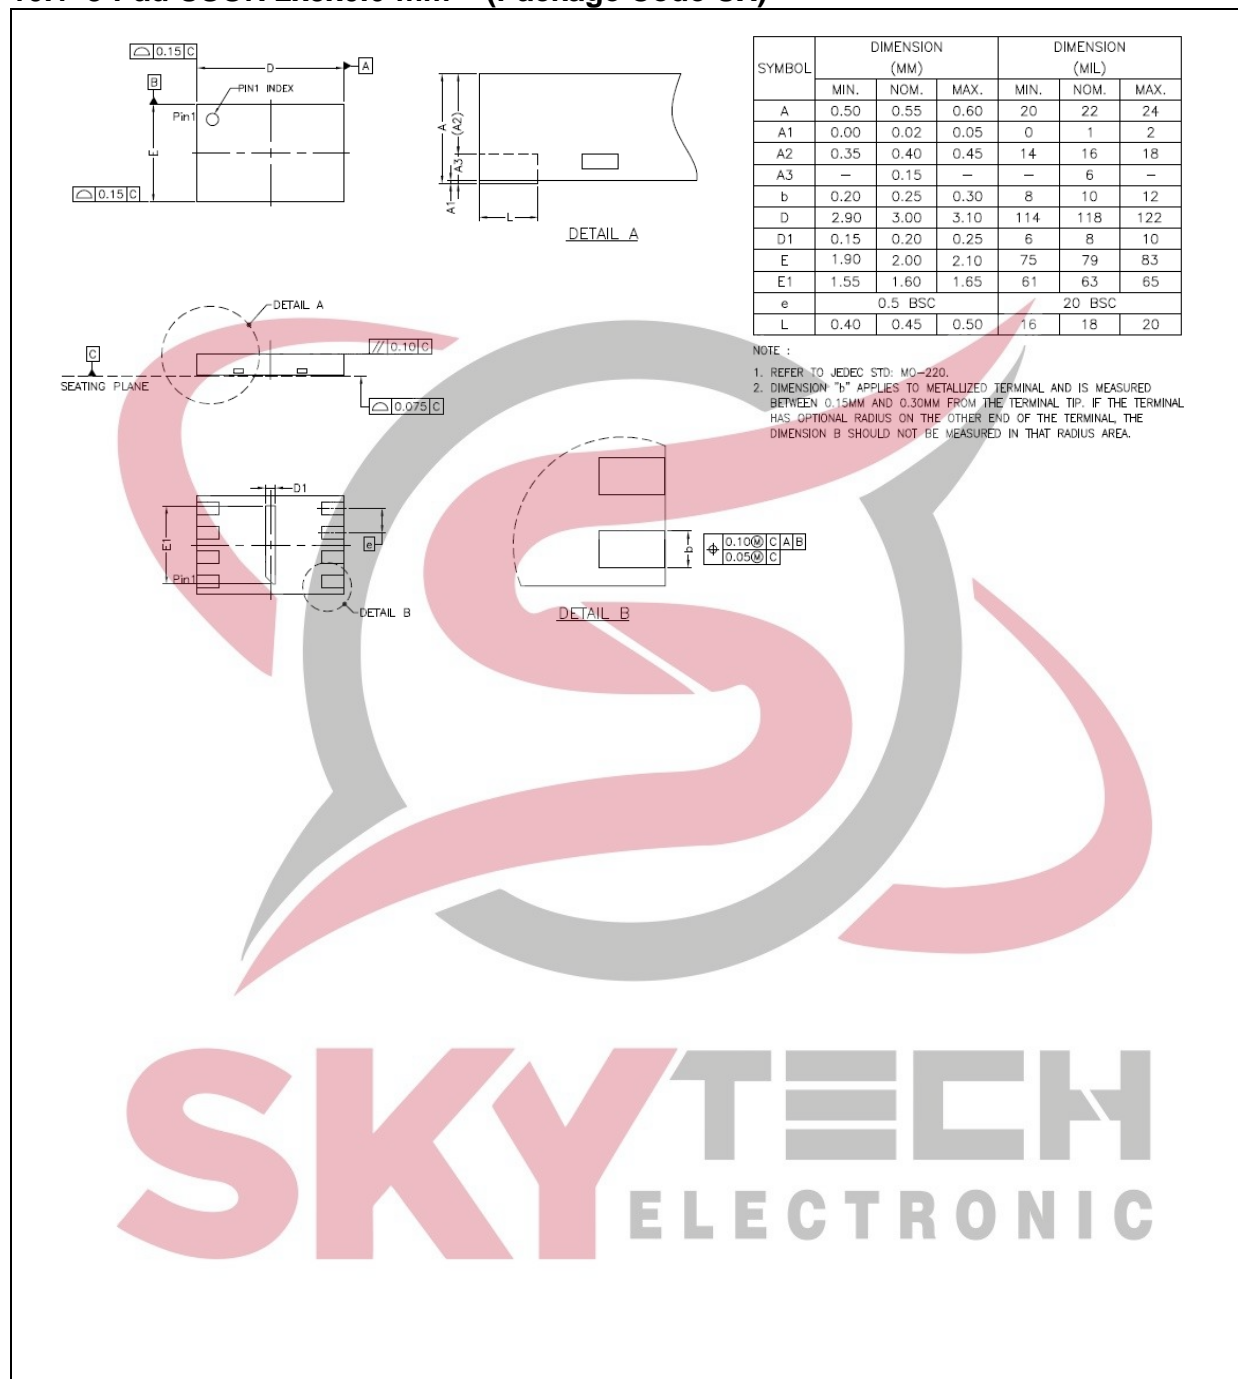 D
0.15 C
A
B
PIN1 INDEX
Pin1
E
0.15 C
A
(A2)
A3
A1
L
DETAIL A
SYMBOL DIMENSION (MM) DIMENSION (MIL)
MIN. NOM. MAX. MIN. NOM. MAX.
A 0.50 0.55 0.60 20 22 24
A1 0.00 0.02 0.05 0 1 2
A2 0.35 0.40 0.45 14 16 18
A3 — 0.15 — — 6 —
b 0.20 0.25 0.30 8 10 12
D 2.90 3.00 3.10 114 118 122
D1 0.15 0.20 0.25 6 8 10
E 1.90 2.00 2.10 75 79 83
E1 1.55 1.60 1.65 61 63 65
e 0.5 BSC 20 BSC
L 0.40 0.45 0.50 16 18 20
NOTE :
1. REFER TO JEDEC STD: MO-220.
2. DIMENSION "b" APPLIES TO METALLIZED TERMINAL AND IS MEASURED
BETWEEN 0.15MM AND 0.30MM FROM THE TERMINAL TIP. IF THE TERMINAL
HAS OPTIONAL RADIUS ON THE OTHER END OF THE TERMINAL, THE
DIMENSION B SHOULD NOT BE MEASURED IN THAT RADIUS AREA.
DETAIL A
// 0.10 C
C
SEATING PLANE
0.075 C
D1
E1
e
Pin1
DETAIL B
b
0.10Ⓜ C A B
0.05Ⓜ C
DETAIL B
SKYTECH
ELECTRONIC